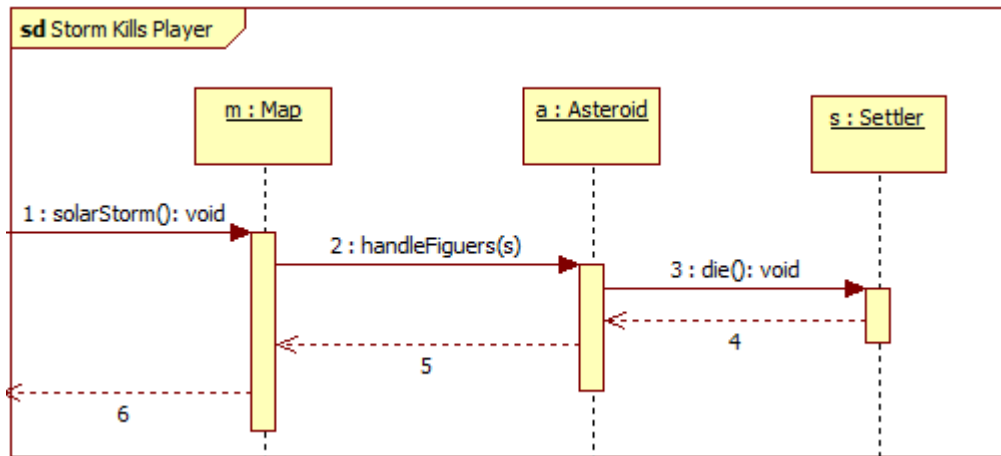 sd Storm Kills Player
m : Map
a : Asteroid
s : Settler
1 : solarStorm(): void
2 : handleFiguers(s)
3 : die(): void
4
5
6